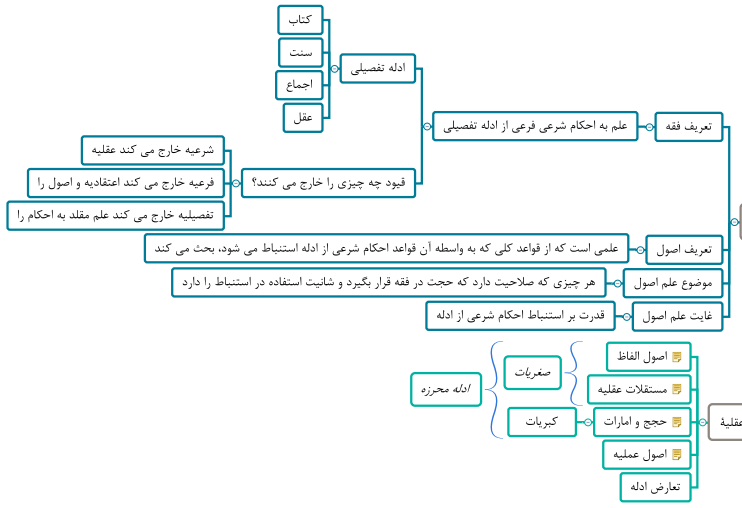 تعریف فقه
علم به احکام شرعی فرعی از ادله تفصیلی
ادله تفصیلی
کتاب
سنت
اجماع
عقل
قیود چه چیزی را خارج می کنند؟
شرعیه خارج می کند عقلیه
فرعیه خارج می کند اعتقادیه و اصول را
تفصیلیه خارج می کند علم مقلد به احکام را
تعریف اصول
علمی است که از قواعد کلی که به واسطه آن قواعد احکام شرعی از ادله استنباط می شود، بحث می کند
موضوع علم اصول
هر چیزی که صلاحیت دارد که حجت در فقه قرار بگیرد و شانیت استفاده در استنباط را دارد
غایت علم اصول
قدرت بر استنباط احکام شرعی از ادله
عقلیة
اصول الفاظ
مستقلات عقلیه
صغریات
حجج و امارات
کبریات
ادله محرزه
اصول عملیه
تعارض ادله